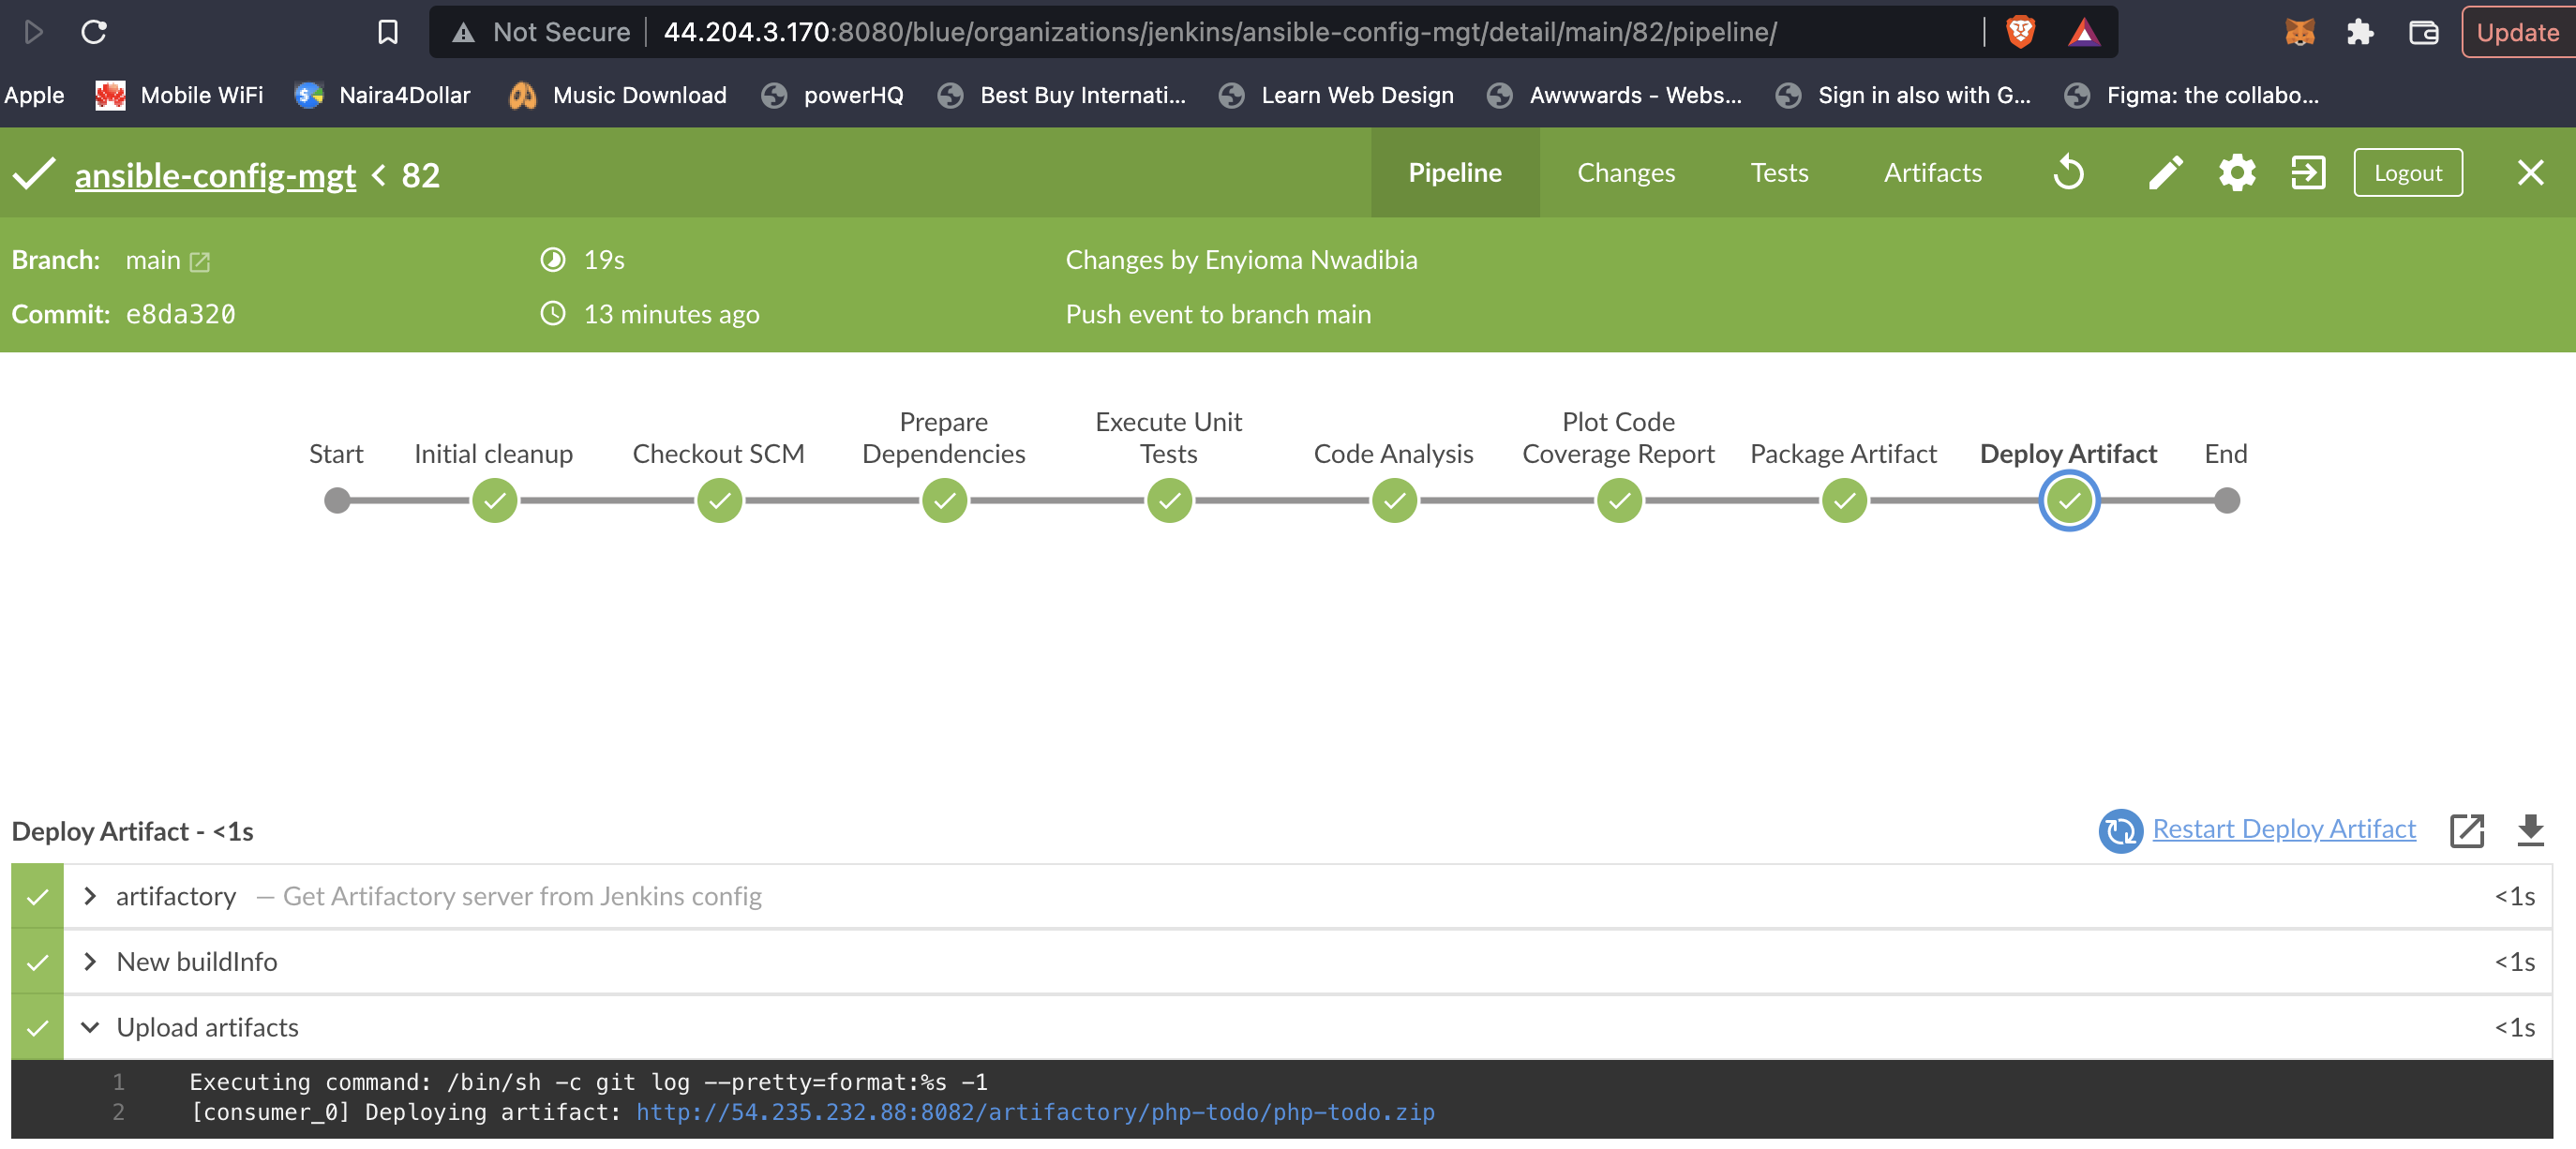 Not Secure 44.204.3.170:8080/blue/organizations/jenkins/ansible-config-mgt/detail/main/82/pipeline/ Update
Apple Mobile WiFi Naira4Dollar Music Download powerHQ Best Buy Internati... Learn Web Design Awwwards - Webs... Sign in also with G... Figma: the collabo...
ansible-config-mgt < 82 Pipeline Changes Tests Artifacts Logout
Branch: main 19s Changes by Enyioma Nwadibia
Commit: e8da320 13 minutes ago Push event to branch main
Start Initial cleanup Checkout SCM Prepare Dependencies Execute Unit Tests Code Analysis Plot Code Coverage Report Package Artifact Deploy Artifact End
Deploy Artifact - <1s Restart Deploy Artifact
artifactory — Get Artifactory server from Jenkins config <1s
New buildInfo <1s
Upload artifacts <1s
1 Executing command: /bin/sh -c git log --pretty=format:%s -1
2 [consumer_0] Deploying artifact: http://54.235.232.88:8082/artifactory/php-todo/php-todo.zip